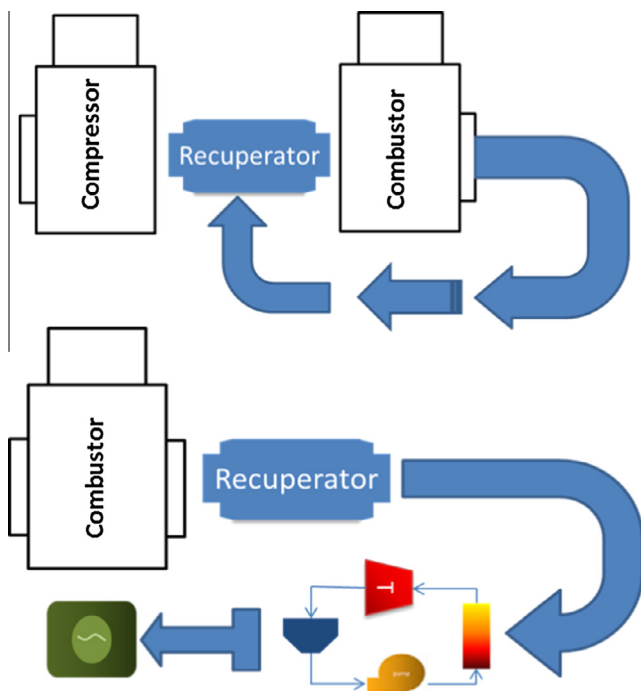 Compressor
Recuperator
Combustor
Combustor
Recuperator
T
pump